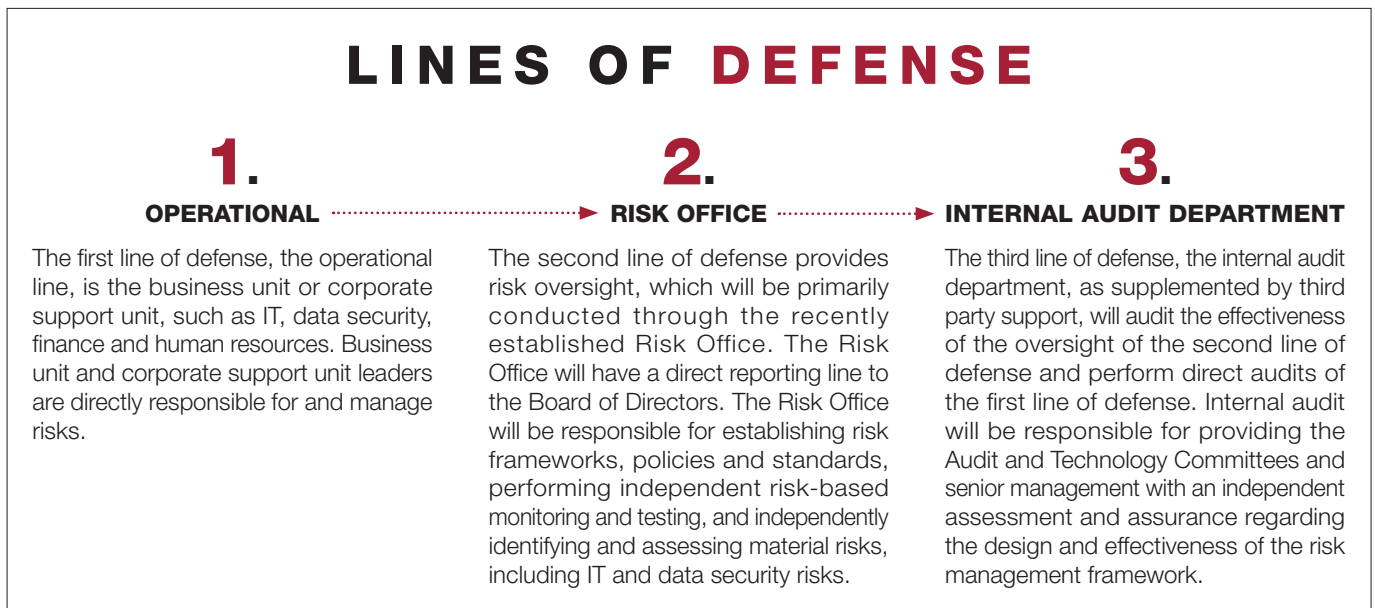 LINES OF DEFENSE
1.
OPERATIONAL
The first line of defense, the operational
line, is the business unit or corporate
support unit, such as IT, data security,
finance and human resources. Business
unit and corporate support unit leaders
are directly responsible for and manage
risks.
2.
RISK OFFICE
The second line of defense provides
risk oversight, which will be primarily
conducted through the recently
established Risk Office. The Risk
Office will have a direct reporting line to
the Board of Directors. The Risk Office
will be responsible for establishing risk
frameworks, policies and standards,
performing independent risk-based
monitoring and testing, and independently
identifying and assessing material risks,
including IT and data security risks.
3.
INTERNAL AUDIT DEPARTMENT
The third line of defense, the internal audit
department, as supplemented by third
party support, will audit the effectiveness
of the oversight of the second line of
defense and perform direct audits of
the first line of defense. Internal audit
will be responsible for providing the
Audit and Technology Committees and
senior management with an independent
assessment and assurance regarding
the design and effectiveness of the risk
management framework.